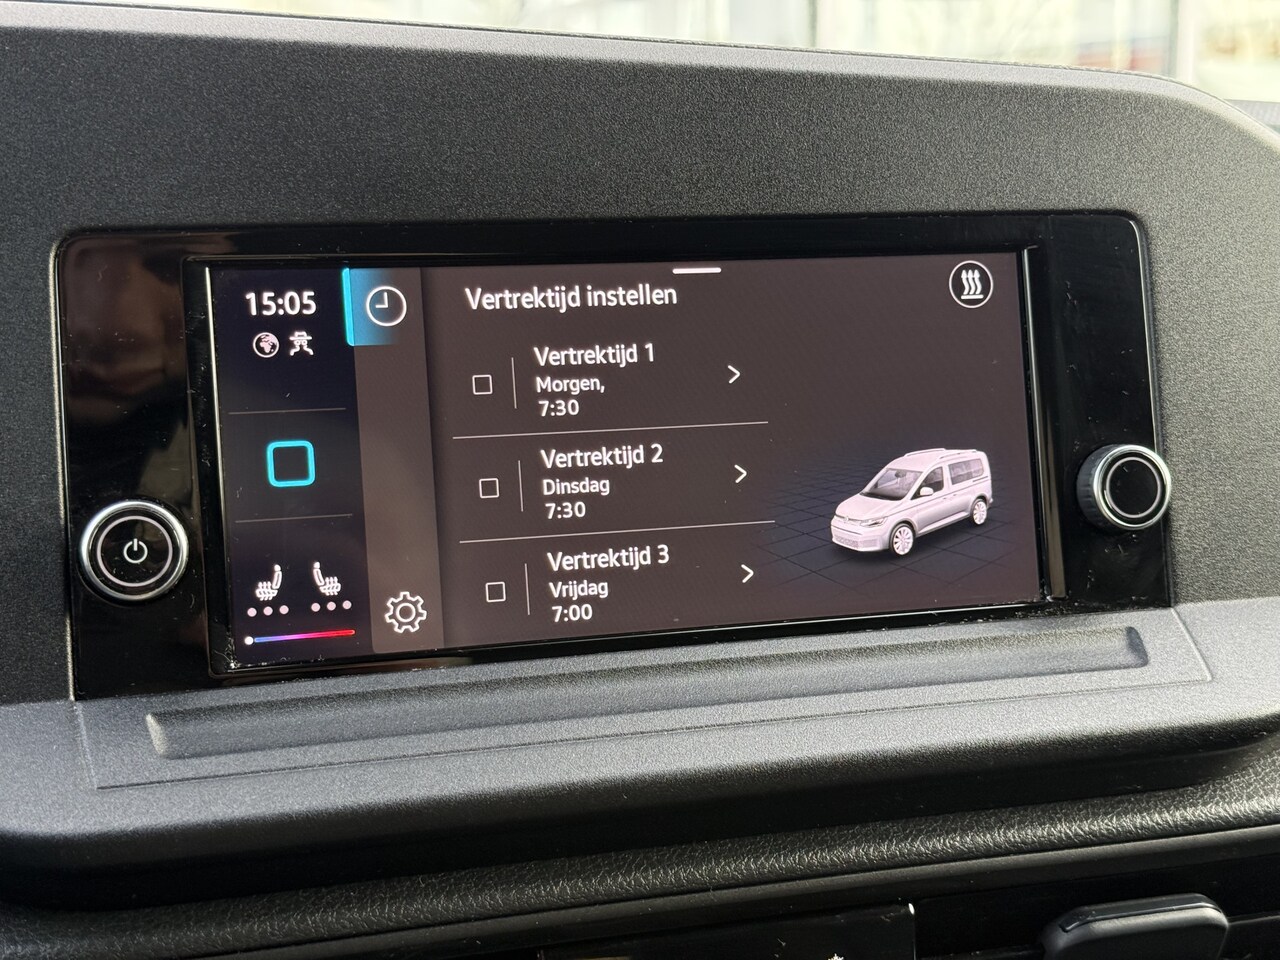 15:05
Vertrektijd instellen
Vertrektijd 1
Morgen,
7:30
Vertrektijd 2
Dinsdag
7:30
Vertrektijd 3
Vrijdag
7:00